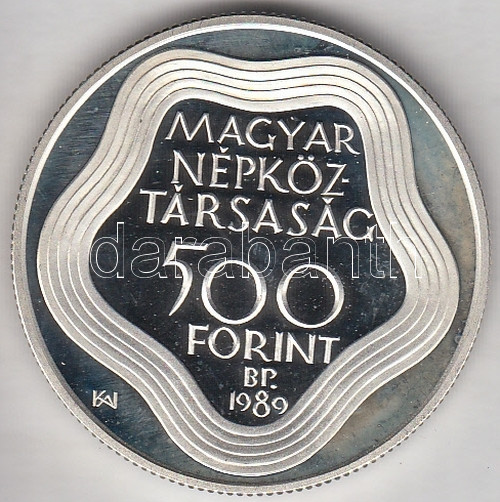 MAGYAR
NÉPKÖZ-
TÁRSASÁG
500
FORINT
BP.
1989
darabanth